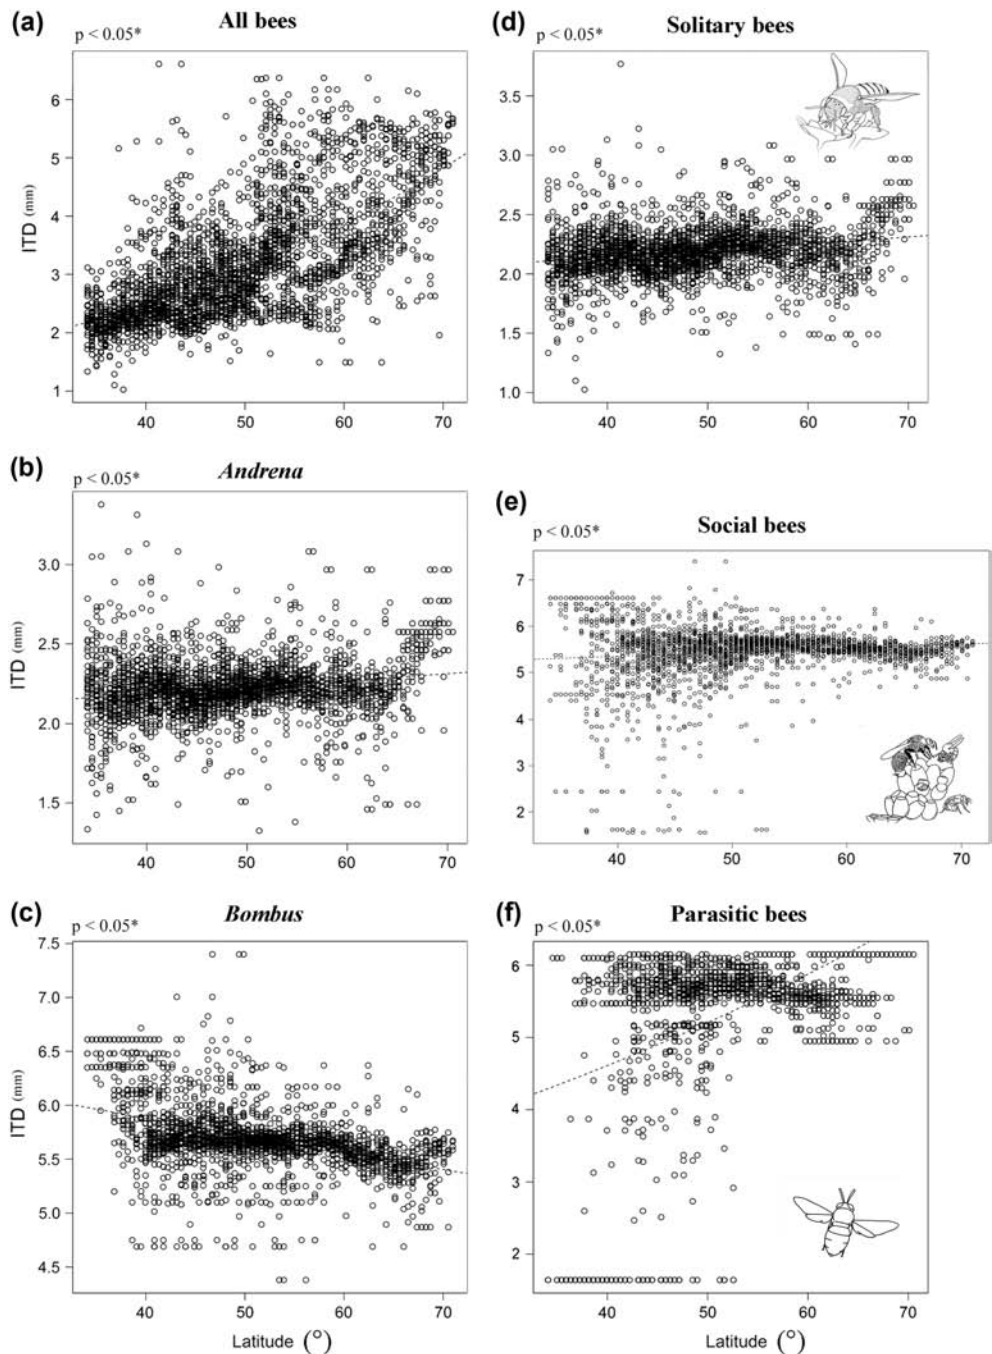 (a) All bees
p < 0.05*
ITD (mm)
6
5
4
3
2
1
40 50 60 70
(d) Solitary bees
p < 0.05*
3.5
3.0
2.5
2.0
1.5
1.0
40 50 60 70
(b) Andrena
p < 0.05*
ITD (mm)
3.0
2.5
2.0
1.5
40 50 60 70
(e) Social bees
p < 0.05*
7
6
5
4
3
2
40 50 60 70
(c) Bombus
p < 0.05*
ITD (mm)
7.5
7.0
6.5
6.0
5.5
5.0
4.5
40 50 60 70
Latitude (°)
(f) Parasitic bees
p < 0.05*
6
5
4
3
2
40 50 60 70
Latitude (°)